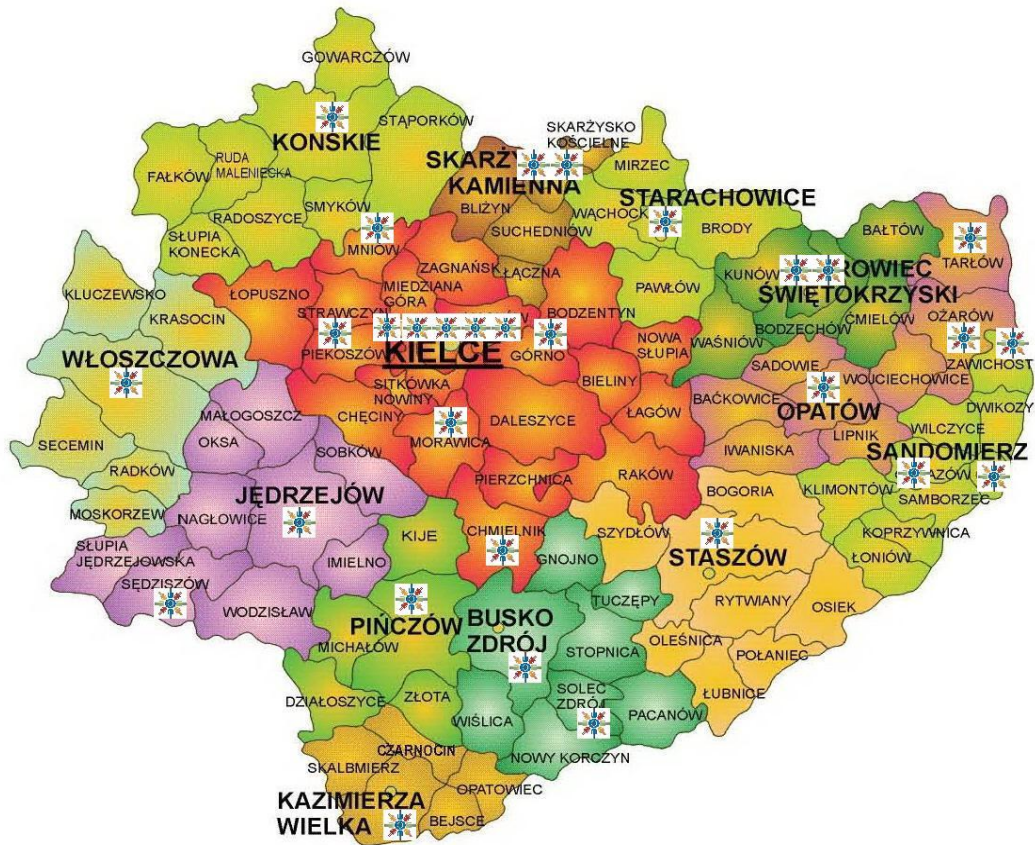 GOWARCZÓW
STĄPORKÓW
KOŃSKIE
SKARŻYSKO
KOŚCIELNE
RUDA
MALENIECKA
FAŁKÓW
SKARŻY
KAMIENNA
MIRZEC
BLIŻYN
STARACHOWICE
SMYKÓW
RADOSZYCE
WĄCHOCK
BRODY
BAŁTÓW
SUCHEDNIÓW
SŁUPIA
KONECKA
MNIÓW
TARŁÓW
ZAGNAŃSK
ŁĄCZNA
KUNÓW
ROWIEC
ŚWIĘTOKRZYSKI
KLUCZEWSKO
ŁOPUSZNO
MIEDZIANA
GÓRA
PAWŁÓW
KRASOCIN
STRAWCZYN
BODZENTYN
ĆMIELÓW
OŻARÓW
BODZECHÓW
NOWA
SŁUPIA
WAŚNIÓW
PIEKOSZÓW
KIELCE
GÓRNO
WŁOSZCZOWA
SADOWIE
WOJCIECHOWICE
ZAWICHOST
SITKÓWKA
NOWINY
BIELINY
BAĆKOWICE
OPATÓW
DWIKOZY
MAŁOGOSZCZ
CHĘCINY
DALESZYCE
ŁAGÓW
WILCZYCE
OKSA
MORAWICA
LIPNIK
SECEMIN
SOBKÓW
IWANISKA
SANDOMIERZ
RADKÓW
PIERZCHNICA
RAKÓW
BOGORIA
KLIMONTÓW
AZÓW
SAMBORZEC
JĘDRZEJÓW
MOSKORZEW
NAGŁOWICE
KIJE
CHMIELNIK
SZYDŁÓW
KOPRZYWNICA
SŁUPIA
JĘDRZEJOWSKA
IMIELNO
GNOJNO
STASZÓW
ŁONIÓW
SĘDZISZÓW
WODZISŁAW
TUCZĘPY
RYTWIANY
OSIEK
PIŃCZÓW
BUSKO
ZDRÓJ
MICHAŁÓW
OLEŚNICA
STOPNICA
POŁANIEC
DZIAŁOSZYCE
ZŁOTA
SOLEC
ZDRÓJ
ŁUBNICE
WIŚLICA
PACANÓW
CZARNOCIN
NOWY KORCZYN
SKALBMIERZ
OPATOWIEC
KAZIMIERZA
WIELKA
BEJSCE